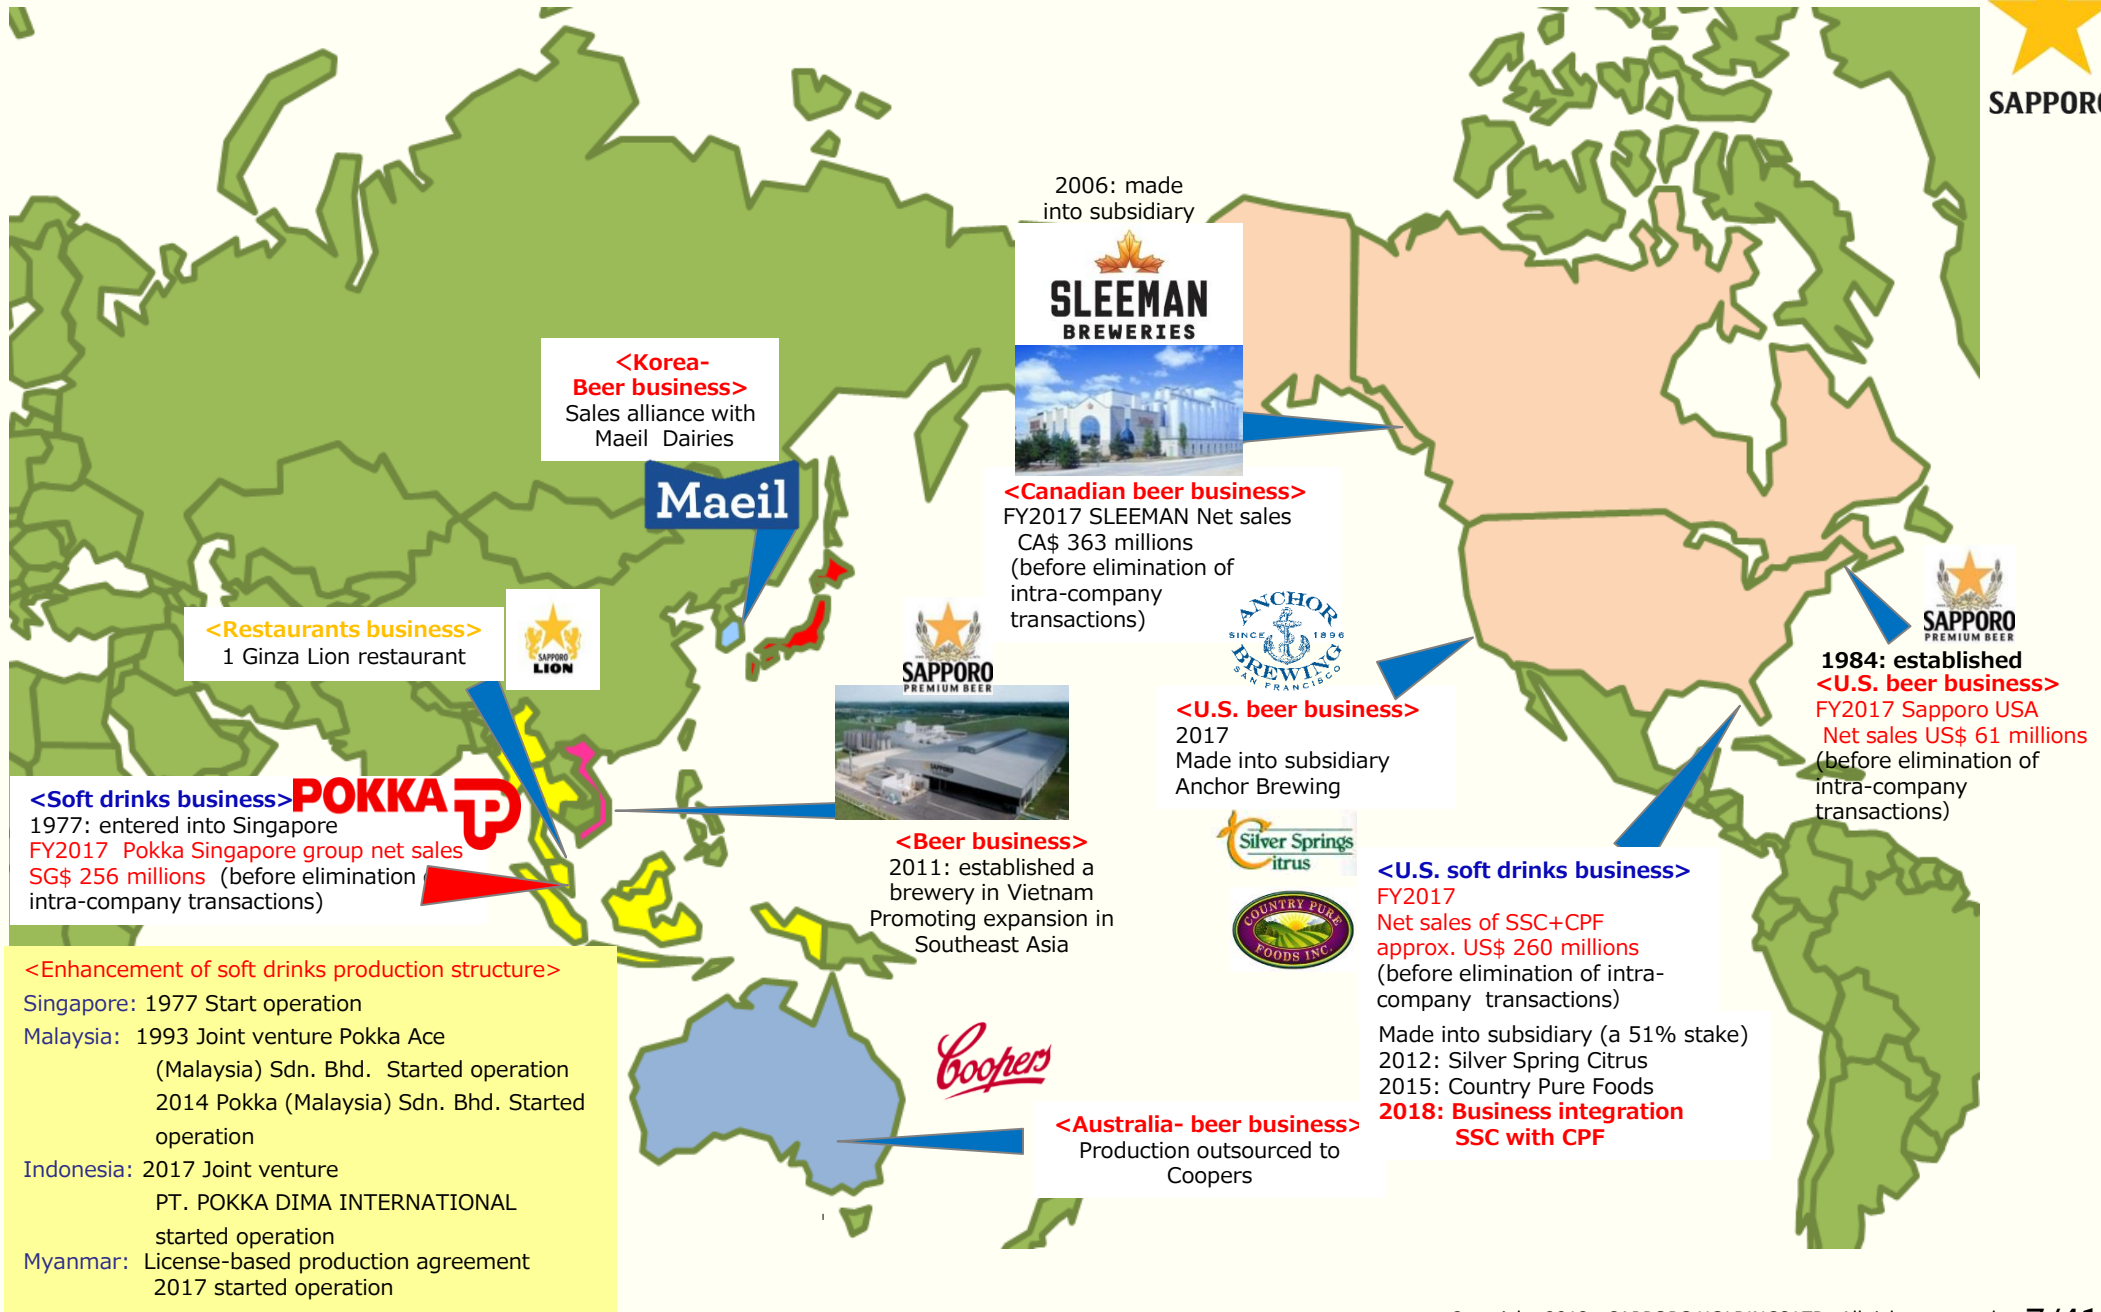 SAPPORO
2006: made
into subsidiary
SLEEMAN
BREWERIES
<Korea-
Beer business>
Sales alliance with
Maeil Dairies
Maeil
<Canadian beer business>
FY2017 SLEEMAN Net sales
CA$ 363 millions
(before elimination of
intra-company
transactions)
<Restaurants business>
1 Ginza Lion restaurant
SAPPORO
LION
SAPPORO
PREMIUM BEER
ANCHOR
SINCE 1896
BREWING
SAN FRANCISCO
<U.S. beer business>
2017
Made into subsidiary
Anchor Brewing
SAPPORO
PREMIUM BEER
1984: established
<U.S. beer business>
FY2017 Sapporo USA
Net sales US$ 61 millions
(before elimination of
intra-company
transactions)
<Soft drinks business>
POKKA
1977: entered into Singapore
FY2017 Pokka Singapore group net sales
SG$ 256 millions (before elimination
intra-company transactions)
SAPPORO
<Beer business>
2011: established a
brewery in Vietnam
Promoting expansion in
Southeast Asia
Silver Springs
Citrus
COUNTRY PURE
FOODS INC.
<U.S. soft drinks business>
FY2017
Net sales of SSC+CPF
approx. US$ 260 millions
(before elimination of intra-
company transactions)
Made into subsidiary (a 51% stake)
2012: Silver Spring Citrus
2015: Country Pure Foods
2018: Business integration
SSC with CPF
<Enhancement of soft drinks production structure>
Singapore: 1977 Start operation
Malaysia: 1993 Joint venture Pokka Ace
(Malaysia) Sdn. Bhd. Started operation
2014 Pokka (Malaysia) Sdn. Bhd. Started
operation
Indonesia: 2017 Joint venture
PT. POKKA DIMA INTERNATIONAL
started operation
Myanmar: License-based production agreement
2017 started operation
Coopers
<Australia- beer business>
Production outsourced to
Coopers